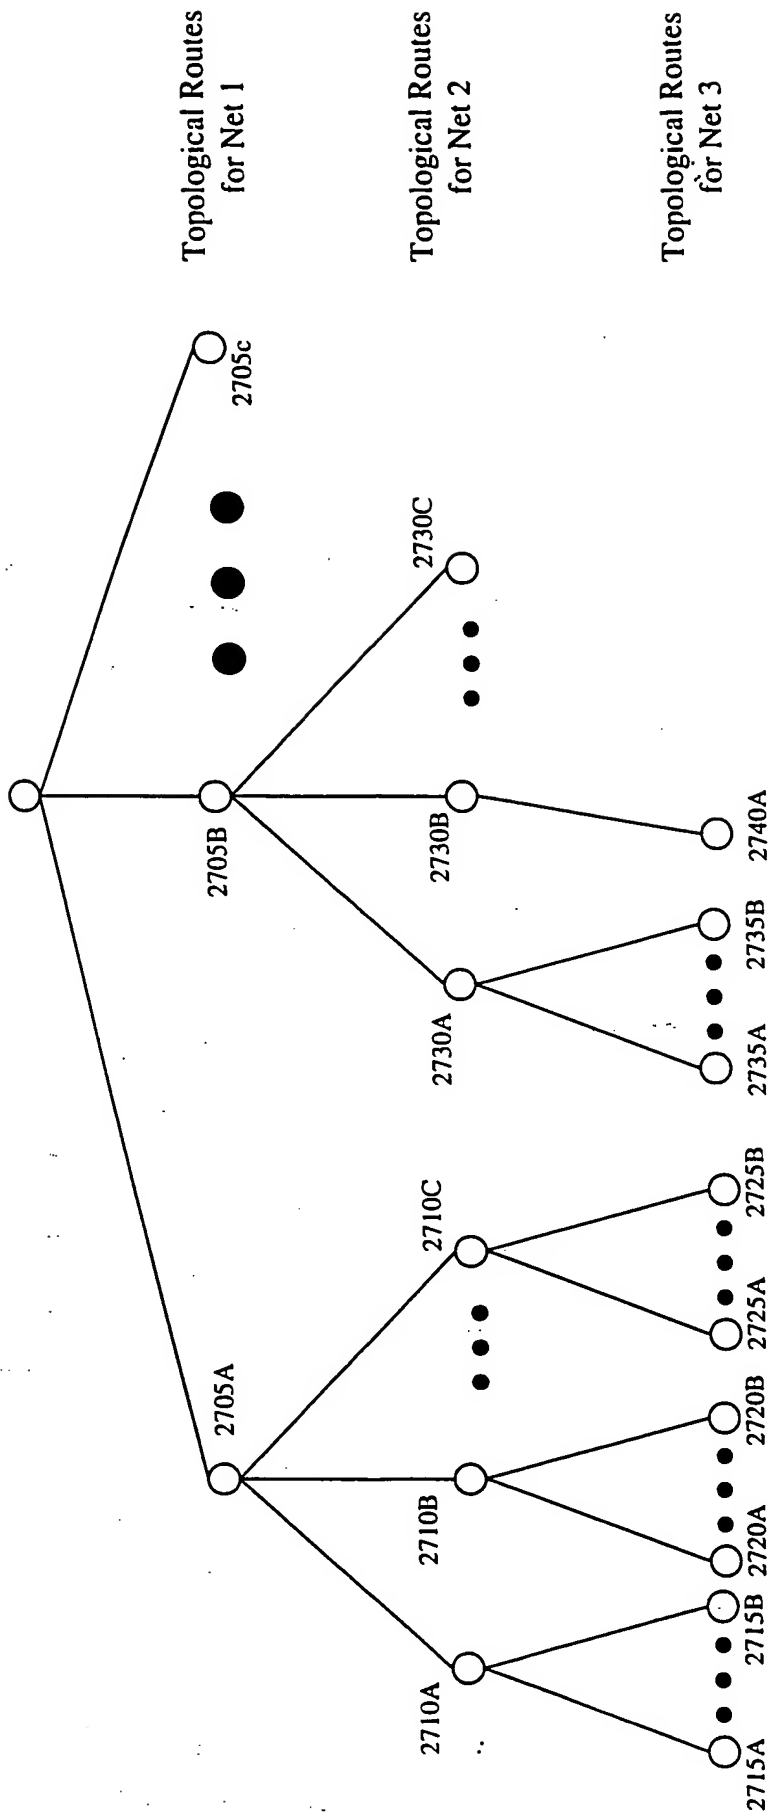 2705c
Topological Routes
for Net 1
2705A
2705B
2710A
2710B
2710C
2730A
2730B
2730C
Topological Routes
for Net 2
2715A
2715B
2720A
2720B
2725A
2725B
2735A
2735B
2740A
Topological Routes
for Net 3